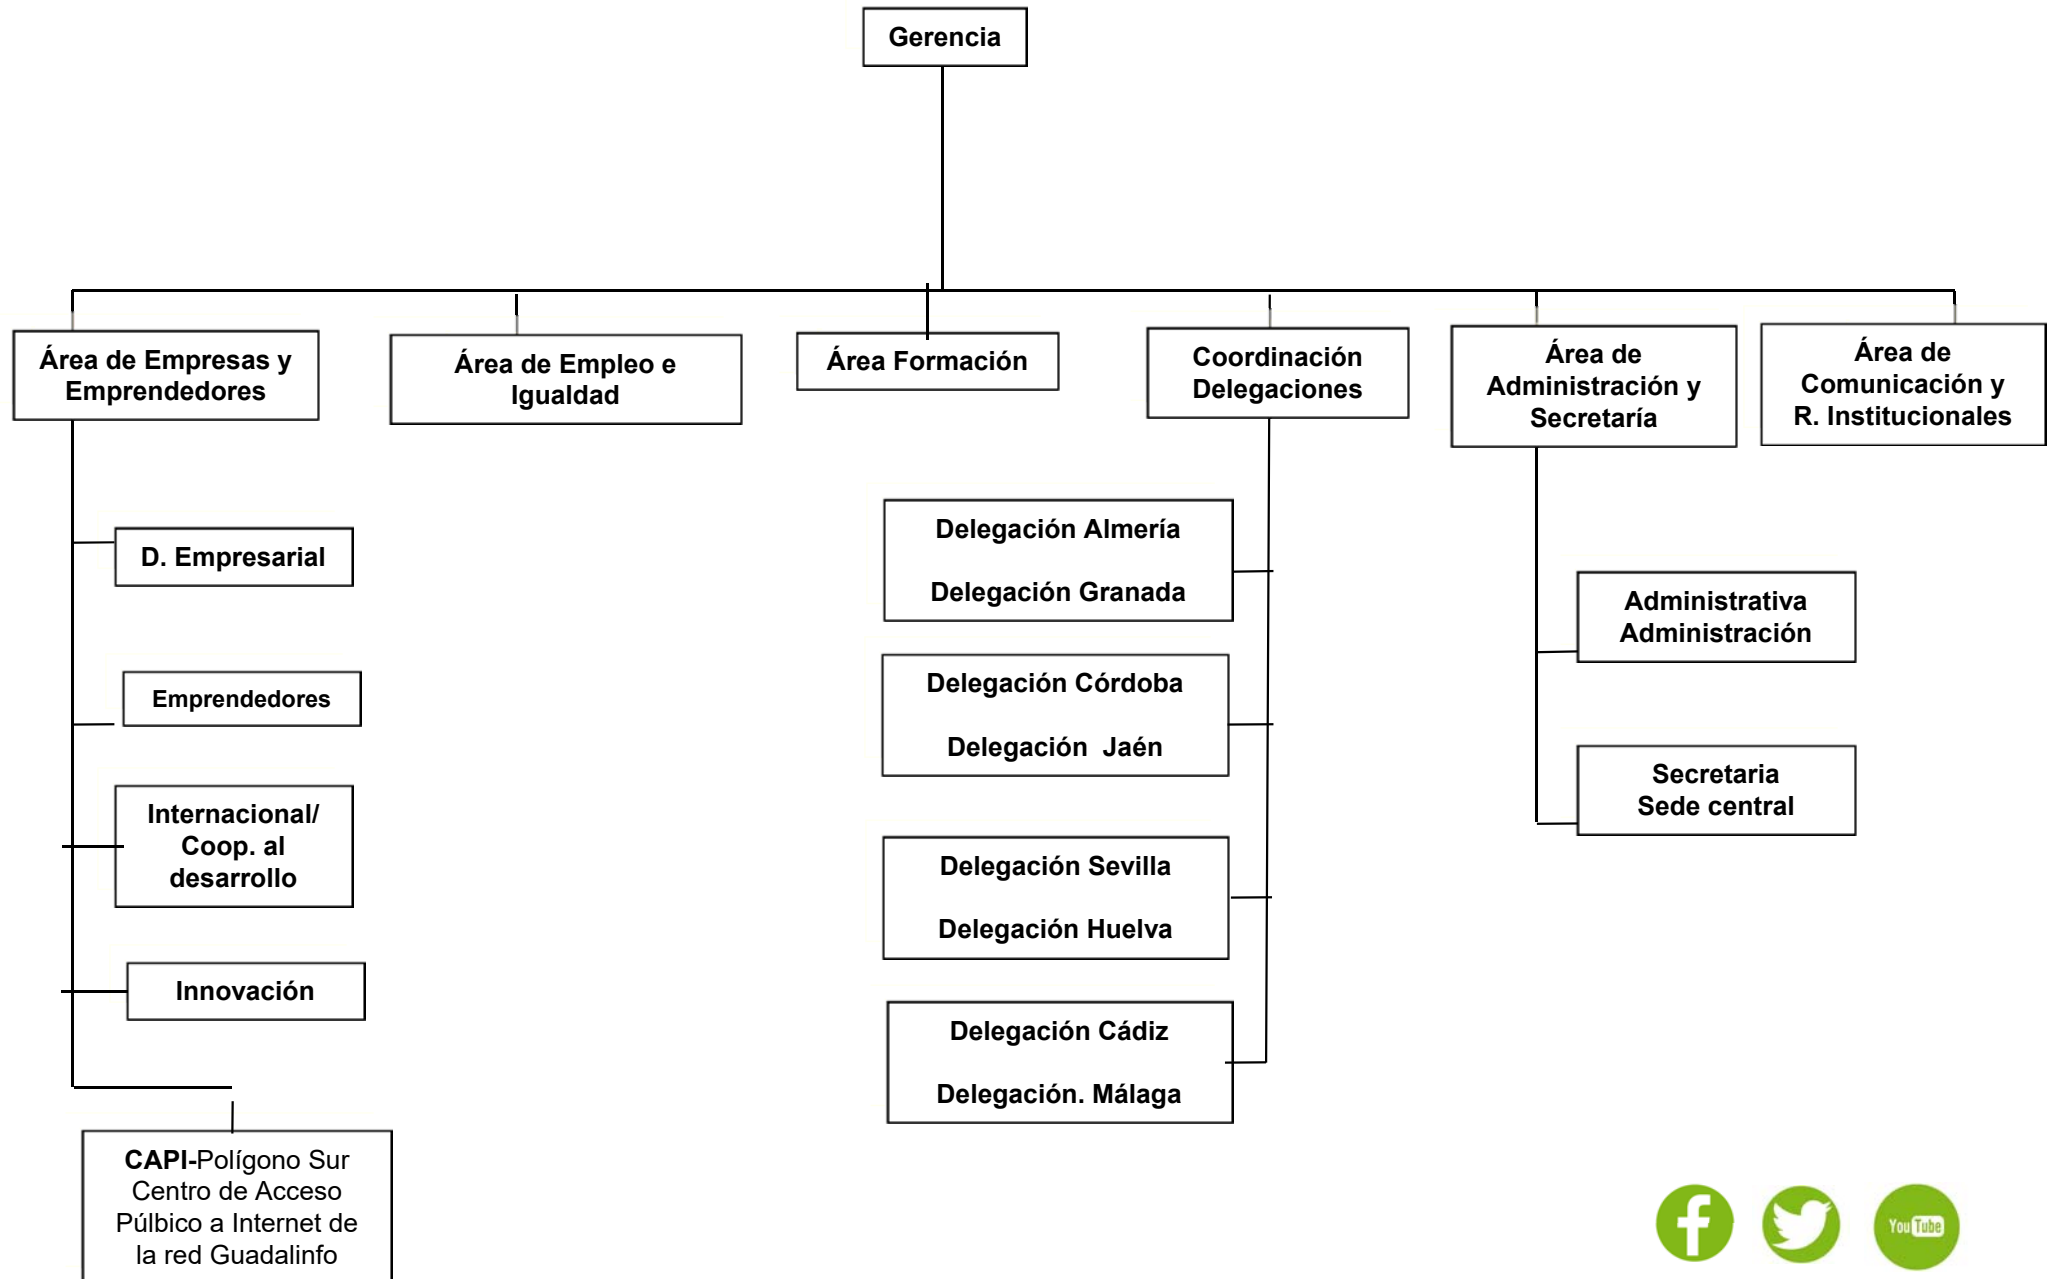 Gerencia
Área de Empresas y
Emprendedores
Área de Empleo e
Igualdad
Área Formación
Coordinación
Delegaciones
Área de
Administración y
Secretaría
Área de
Comunicación y
R. Institucionales
D. Empresarial
Emprendedores
Internacional/
Coop. al
desarrollo
Innovación
CAPI-Polígono Sur
Centro de Acceso
Púlbico a Internet de
la red Guadalinfo
Delegación Almería
Delegación Granada
Delegación Córdoba
Delegación  Jaén
Delegación Sevilla
Delegación Huelva
Delegación Cádiz
Delegación. Málaga
Administrativa
Administración
Secretaria
Sede central
You Tube